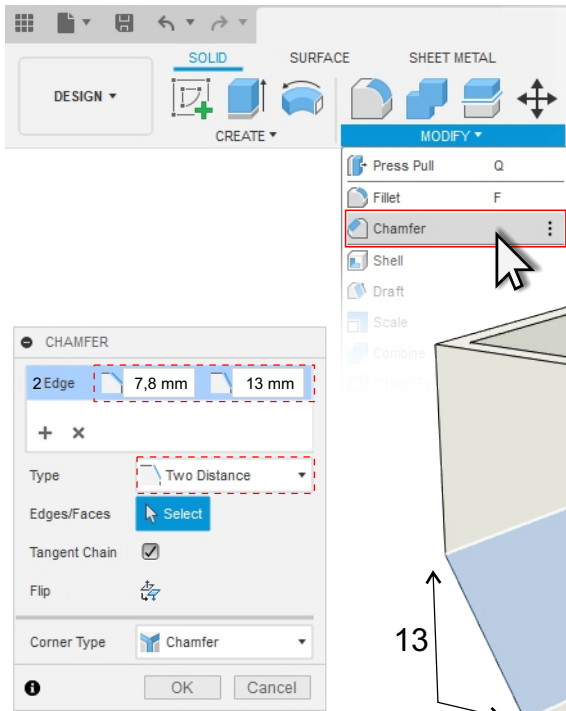 SOLID SURFACE SHEET METAL
DESIGN
CREATE
MODIFY
Press Pull Q
Fillet F
Chamfer
Shell
Draft
Scale
Combine
CHAMFER
2 Edge 7,8 mm 13 mm
Type Two Distance
Edges/Faces Select
Tangent Chain
Flip
Corner Type Chamfer
OK Cancel
13